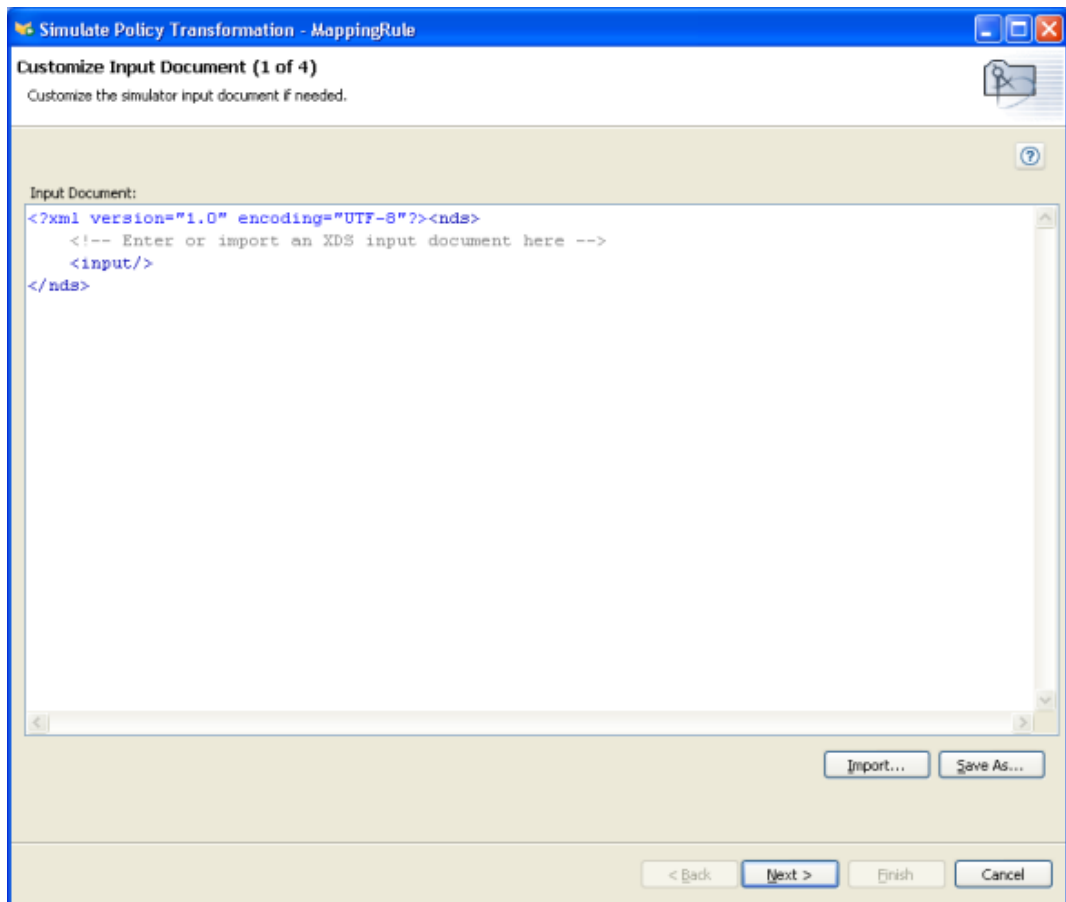 Simulate Policy Transformation - MappingRule
Customize Input Document (1 of 4)
Customize the simulator input document if needed.
Input Document:
<?xml version="1.0" encoding="UTF-8"?><nds>
    <!-- Enter or import an XDS input document here -->
    <input/>
</nds>
Import... Save As...
< Back Next > Finish Cancel